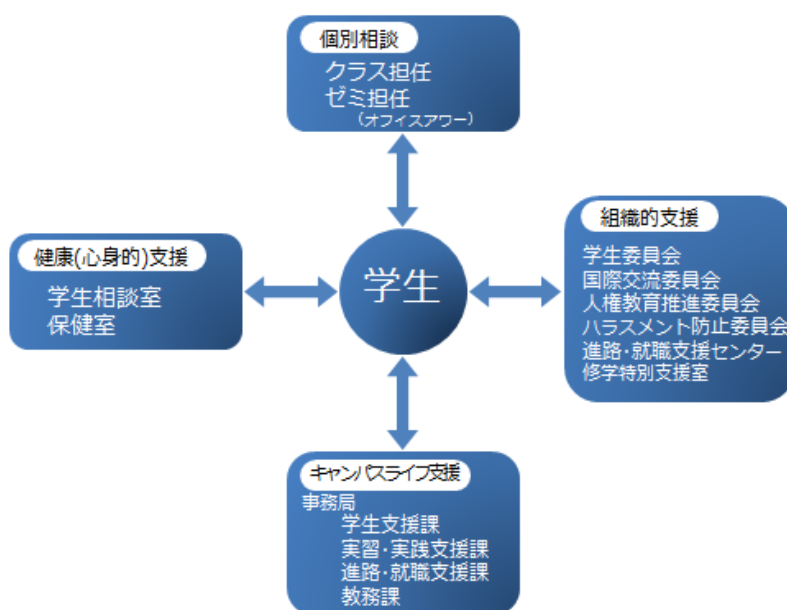 個別相談
クラス担任
ゼミ担任
(オフィスアワー)
健康(心身的)支援
学生相談室
保健室
学生
組織的支援
学生委員会
国際交流委員会
人権教育推進委員会
ハラスメント防止委員会
進路・就職支援センター
修学特別支援室
キャンパスライフ支援
事務局
学生支援課
実習・実践支援課
進路・就職支援課
教務課